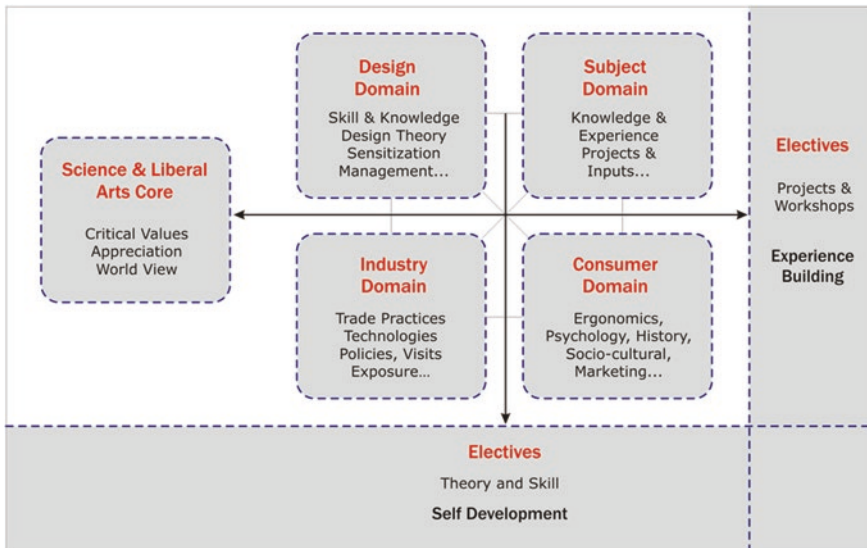 Design
Domain
Skill & Knowledge
Design Theory
Sensitization
Management...
Subject
Domain
Knowledge &
Experience
Projects &
Inputs...
Science & Liberal
Arts Core
Critical Values
Appreciation
World View
Industry
Domain
Trade Practices
Technologies
Policies, Visits
Exposure...
Consumer
Domain
Ergonomics,
Psychology, History,
Socio-cultural,
Marketing...
Electives
Projects &
Workshops
Experience
Building
Electives
Theory and Skill
Self Development